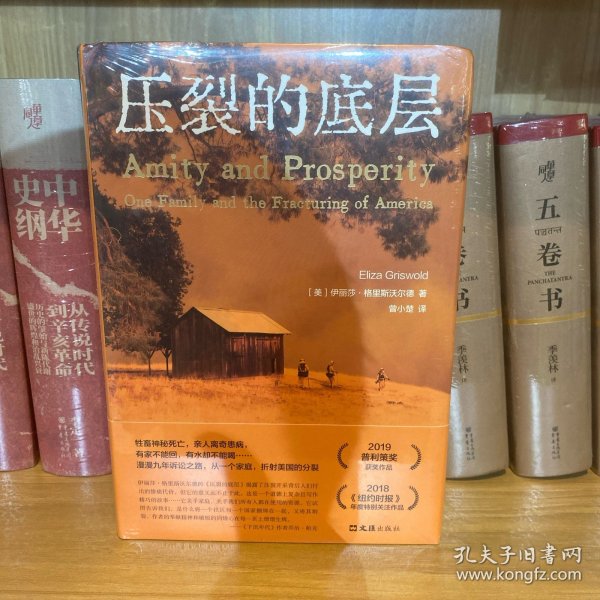 压裂的底层
Amity and Prosperity
One Family and the Fracturing of America
Eliza Griswold
［美］伊丽莎·格里斯沃尔德 著
曾小楚 译
牲畜神秘死亡，亲人离奇患病，
有家不能回，有水却不能喝……
漫漫九年诉讼之路，从一个家庭，折射美国的分裂
2019
普利策奖
获奖作品
2018
《纽约时报》
年度特别关注作品
文汇出版社
中华
史纲
从传说时代
到辛亥革命
五卷书
पञ्चतन्त्र
THE
PANCHATANTRA
季羡林
译
卷
书
孔夫子旧书网
www.kongfz.com